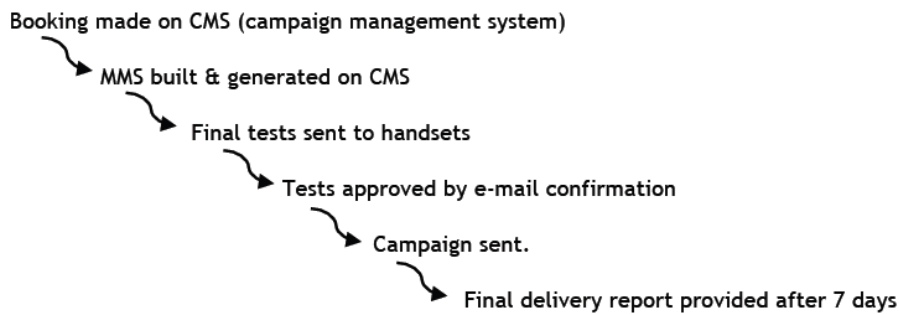 Booking made on CMS (campaign management system)
MMS built & generated on CMS
Final tests sent to handsets
Tests approved by e-mail confirmation
Campaign sent.
Final delivery report provided after 7 days